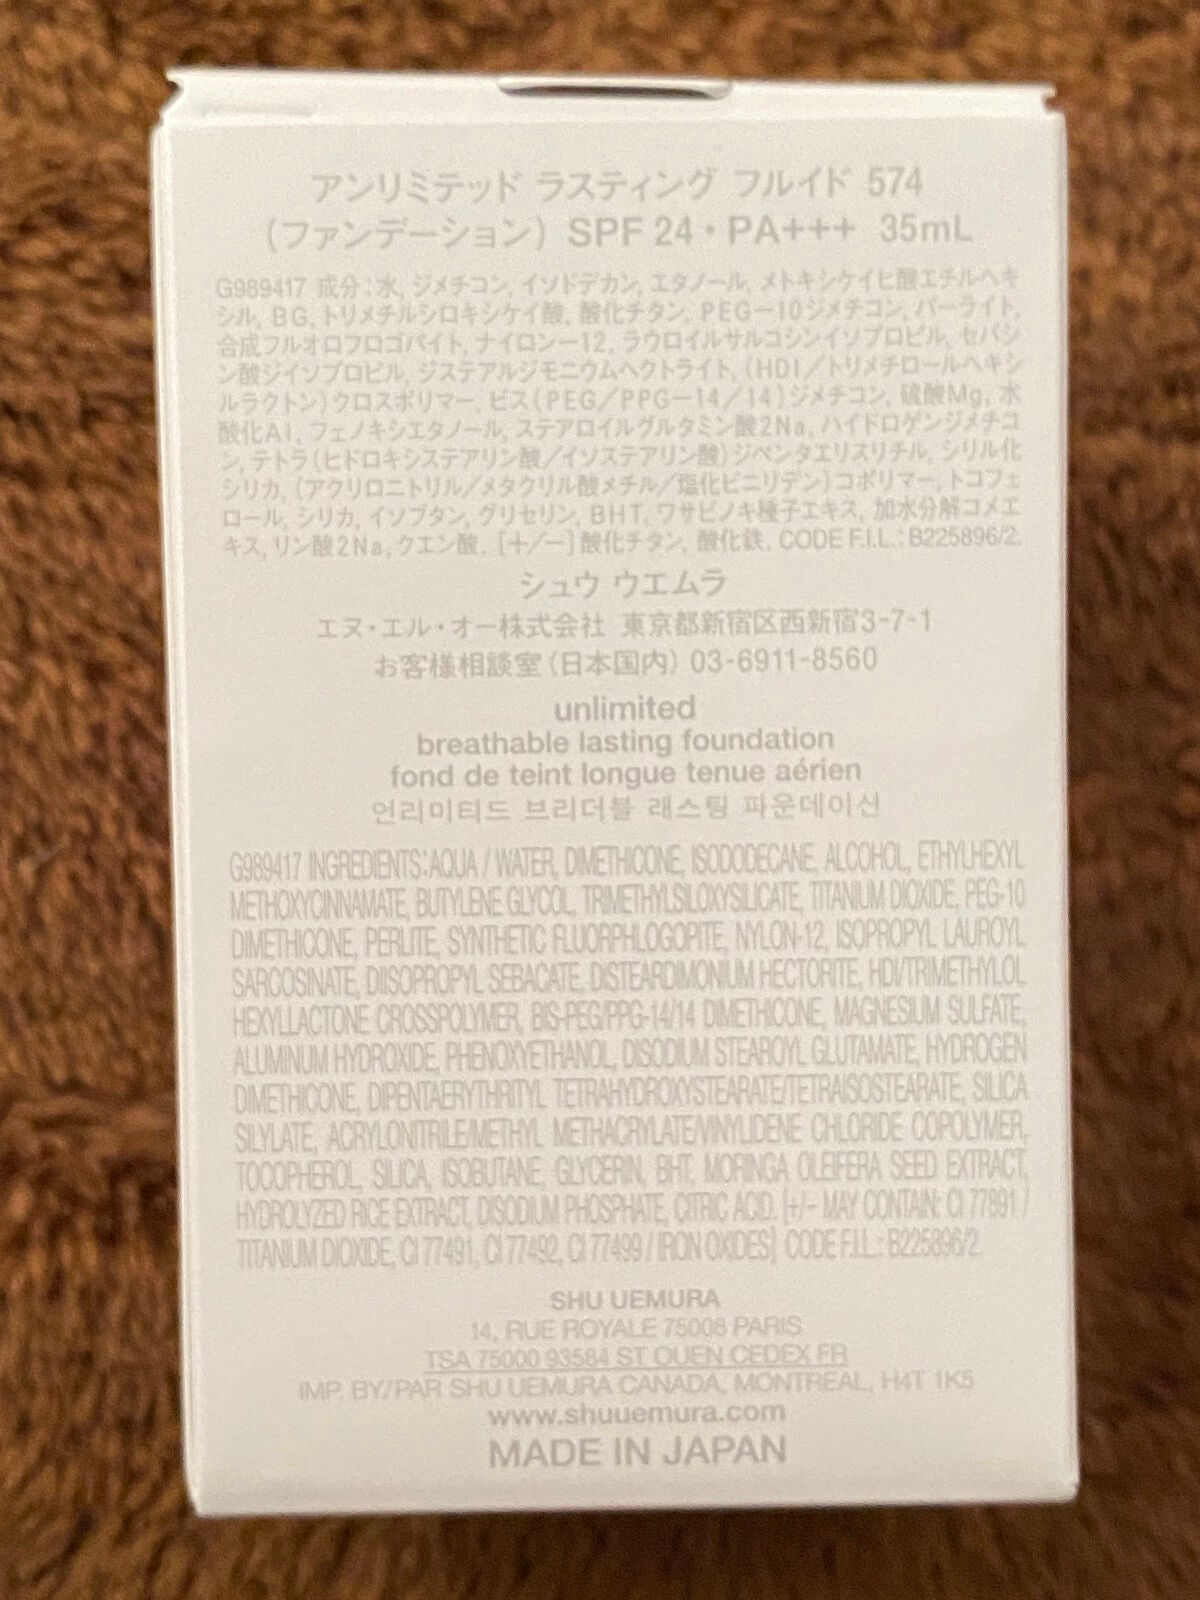 アンリミテッド ラスティング フルイド 574
(ファンデーション) SPF 24・PA+++ 35mL
G989417 成分:水, ジメチコン, イソドデカン, エタノール, メトキシケイヒ酸エチルヘキ
シル, BG, トリメチルシロキシケイ酸, 酸化チタン, PEG－10ジメチコン, パーライト,
合成フルオロフロゴパイト, ナイロン－12, ラウロイルサルコシンイソプロピル, セバシ
ン酸ジイソプロピル, ジステアルジモニウムヘクトライト, (HDI／トリメチロールヘキシ
ルラクトン)クロスポリマー, ビス(PEG／PPG－14／14)ジメチコン, 硫酸Mg, 水
酸化Al, フェノキシエタノール, ステアロイルグルタミン酸2Na, ハイドロゲンジメチコ
ン, テトラ(ヒドロキシステアリン酸／イソステアリン酸)ジペンタエリスリチル, シリル化
シリカ, (アクリロニトリル／メタクリル酸メチル／塩化ビニリデン)コポリマー, トコフェ
ロール, シリカ, イソブタン, グリセリン, BHT, ワサビノキ種子エキス, 加水分解コメエ
キス, リン酸2Na, クエン酸, [＋/－]酸化チタン, 酸化鉄, CODE F.I.L.: B225896/2.
シュウ ウエムラ
エヌ・エル・オー株式会社 東京都新宿区西新宿3-7-1
お客様相談室(日本国内) 03-6911-8560
unlimited
breathable lasting foundation
fond de teint longue tenue aérien
언리미티드 브리더블 래스팅 파운데이션
G989417 INGREDIENTS: AQUA / WATER, DIMETHICONE, ISODODECANE, ALCOHOL, ETHYLHEXYL
METHOXYCINNAMATE, BUTYLENE GLYCOL, TRIMETHYLSILOXYSILICATE, TITANIUM DIOXIDE, PEG-10
DIMETHICONE, PERLITE, SYNTHETIC FLUORPHLOGOPITE, NYLON-12, ISOPROPYL LAUROYL
SARCOSINATE, DIISOPROPYL SEBACATE, DISTEARDIMONIUM HECTORITE, HDI/TRIMETHYLOL
HEXYLLACTONE CROSSPOLYMER, BIS-PEG/PPG-14/14 DIMETHICONE, MAGNESIUM SULFATE,
ALUMINUM HYDROXIDE, PHENOXYETHANOL, DISODIUM STEAROYL GLUTAMATE, HYDROGEN
DIMETHICONE, DIPENTAERYTHRITYL TETRAHYDROXYSTEARATE/TETRAISOSTEARATE, SILICA
SILYLATE, ACRYLONITRILE/METHYL METHACRYLATE/VINYLIDENE CHLORIDE COPOLYMER,
TOCOPHEROL, SILICA, ISOBUTANE, GLYCERIN, BHT, MORINGA OLEIFERA SEED EXTRACT,
HYDROLYZED RICE EXTRACT, DISODIUM PHOSPHATE, CITRIC ACID. [+/− MAY CONTAIN: CI 77891 /
TITANIUM DIOXIDE, CI 77491, CI 77492, CI 77499 / IRON OXIDES] CODE F.I.L.: B225896/2.
SHU UEMURA
14, RUE ROYALE 75008 PARIS
TSA 75000 93584 ST OUEN CEDEX FR
IMP. BY/PAR SHU UEMURA CANADA, MONTREAL, H4T 1K5
www.shuuemura.com
MADE IN JAPAN